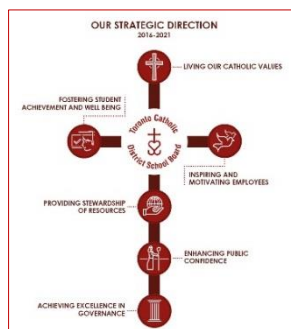 OUR STRATEGIC DIRECTION
2016-2021
LIVING OUR CATHOLIC VALUES
FOSTERING STUDENT
ACHIEVEMENT AND WELL BEING
Toronto Catholic
District School Board
INSPIRING AND
MOTIVATING EMPLOYEES
PROVIDING STEWARDSHIP
OF RESOURCES
ENHANCING PUBLIC
CONFIDENCE
ACHIEVING EXCELLENCE IN
GOVERNANCE